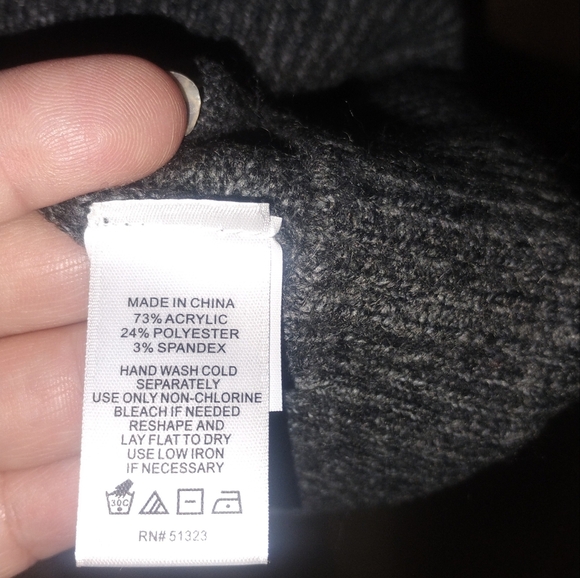 MADE IN CHINA
73% ACRYLIC
24% POLYESTER
3% SPANDEX
HAND WASH COLD
SEPARATELY
USE ONLY NON-CHLORINE
BLEACH IF NEEDED
RESHAPE AND
LAY FLAT TO DRY
USE LOW IRON
IF NECESSARY
30C
RN# 51323